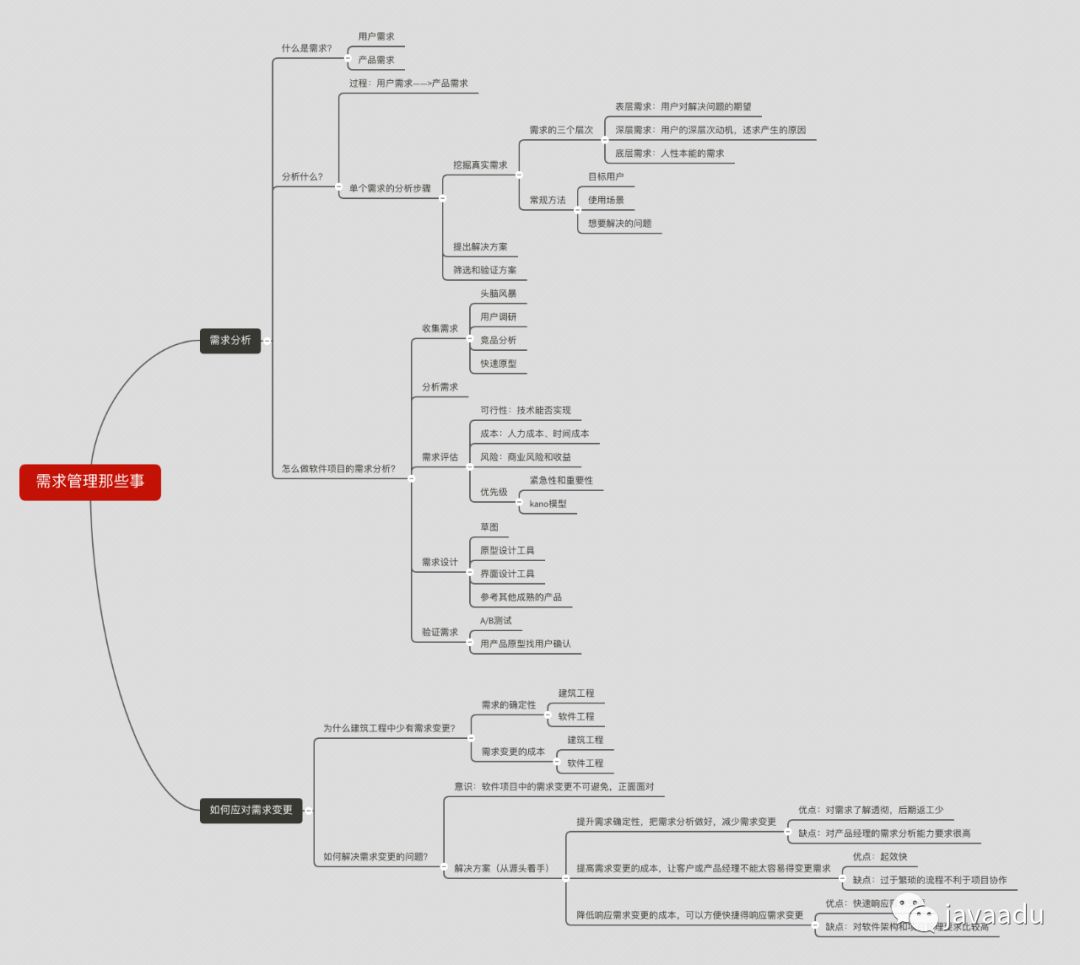 需求管理那些事
需求分析
什么是需求？
用户需求
产品需求
分析什么？
过程：用户需求——>产品需求
单个需求的分析步骤
挖掘真实需求
需求的三个层次
表层需求：用户对解决问题的期望
深层需求：用户的深层次动机，述求产生的原因
底层需求：人性本能的需求
常规方法
目标用户
使用场景
想要解决的问题
提出解决方案
筛选和验证方案
怎么做软件项目的需求分析？
收集需求
头脑风暴
用户调研
竞品分析
快速原型
分析需求
需求评估
可行性：技术能否实现
成本：人力成本、时间成本
风险：商业风险和收益
优先级
紧急性和重要性
kano模型
需求设计
草图
原型设计工具
界面设计工具
参考其他成熟的产品
验证需求
A/B测试
用产品原型找用户确认
如何应对需求变更
为什么建筑工程中少有需求变更？
需求的确定性
建筑工程
软件工程
需求变更的成本
建筑工程
软件工程
如何解决需求变更的问题？
意识：软件项目中的需求变更不可避免，正面面对
解决方案（从源头着手）
提升需求确定性，把需求分析做好，减少需求变更
优点：对需求了解透彻，后期返工少
缺点：对产品经理的需求分析能力要求很高
提高需求变更的成本，让客户或产品经理不能太容易得变更需求
优点：起效快
缺点：过于繁琐的流程不利于项目协作
降低响应需求变更的成本，可以方便快捷得响应需求变更
优点：快速响应
缺点：对软件架构和 求比较高
javaadu